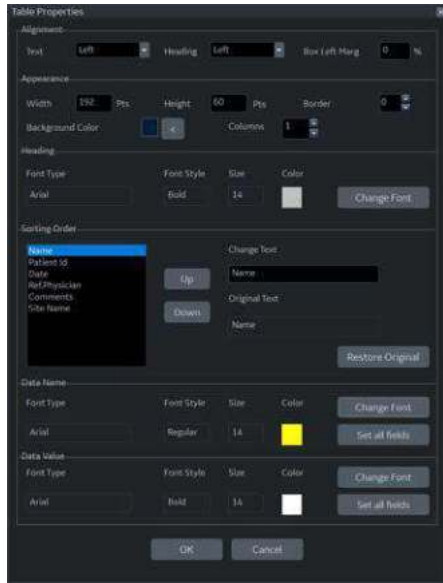 Table Properties
Alignment
Text Left Heading Left Box Left Marg 0 %
Appearance
Width 192 Pts Height 60 Pts Border 0
Background Color < Columns 1
Heading
Font Type Font Style Size Color
Arial Bold 14 Change Font
Sorting Order
Name
Patient Id
Date
Ref.Physician
Comments
Site Name
Up
Down
Change Text
Name
Original Text
Name
Restore Original
Data Name
Font Type Font Style Size Color Change Font
Arial Regular 14 Set all fields
Data Value
Font Type Font Style Size Color Change Font
Arial Bold 14 Set all fields
OK Cancel